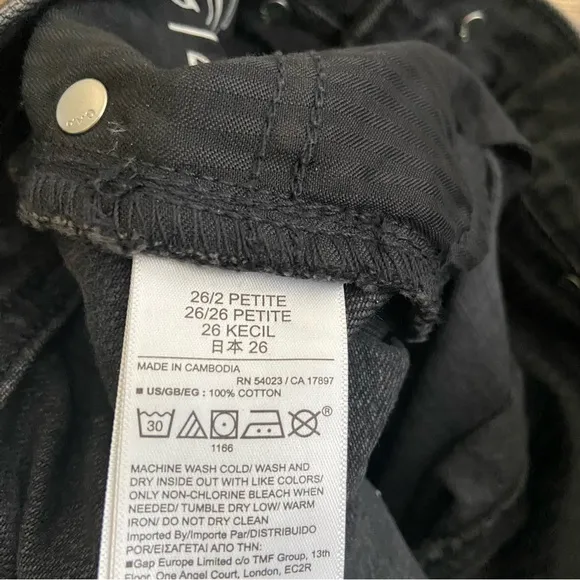 26/2 PETITE
26/26 PETITE
26 KECIL
日本 26
MADE IN CAMBODIA
RN 54023 / CA 17897
■ US/GB/EG : 100% COTTON
30
®
1166
MACHINE WASH COLD/ WASH AND
DRY INSIDE OUT WITH LIKE COLORS/
ONLY NON-CHLORINE BLEACH WHEN
NEEDED/ TUMBLE DRY LOW/ WARM
IRON/ DO NOT DRY CLEAN
Imported By/Importe Par/DISTRIBUIDO
POR/ΕΙΣΑΓΕΤΑΙ ΑΠΟ ΤΗΝ:
■Gap Europe Limited c/o TMF Group, 13th
Floor, One Angel Court, London, EC2R